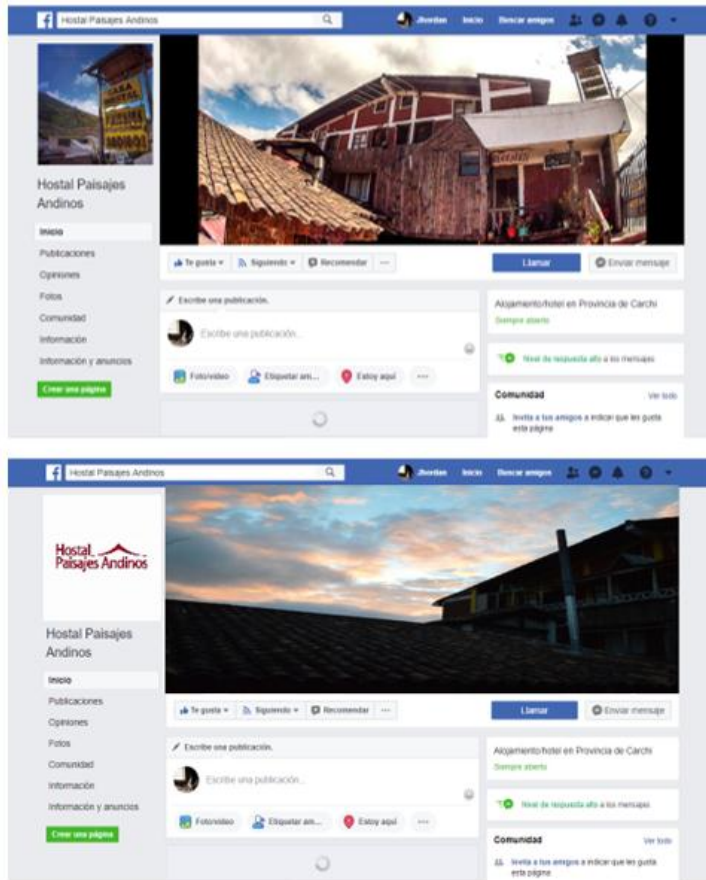 Hostal Paisajes Andinos
Jhordan Inicio Buscar amigos
CASA
HOSTAL
Hostal Paisajes
Andinos
Inicio
Publicaciones
Opiniones
Fotos
Comunidad
Información
Información y anuncios
Crear una página
Te gusta Siguiendo Recomendar ...
Llamar
Enviar mensaje
Escribe una publicación.
Escribe una publicación...
Foto/video Etiquetar am... Estoy aquí ...
Alojamiento/hotel en Provincia de Carchi
Siempre abierto
Nivel de respuesta alto a los mensajes
Comunidad Ver todo
Invita a tus amigos a indicar que les gusta
esta página
Hostal Paisajes Andinos
Jhordan Inicio Buscar amigos
Hostal
Paisajes Andinos
Hostal Paisajes
Andinos
Inicio
Publicaciones
Opiniones
Fotos
Comunidad
Información
Información y anuncios
Crear una página
Te gusta Siguiendo Recomendar ...
Llamar
Enviar mensaje
Escribe una publicación.
Escribe una publicación...
Foto/video Etiquetar am... Estoy aquí ...
Alojamiento/hotel en Provincia de Carchi
Siempre abierto
Nivel de respuesta alto a los mensajes
Comunidad Ver todo
Invita a tus amigos a indicar que les gusta
esta página